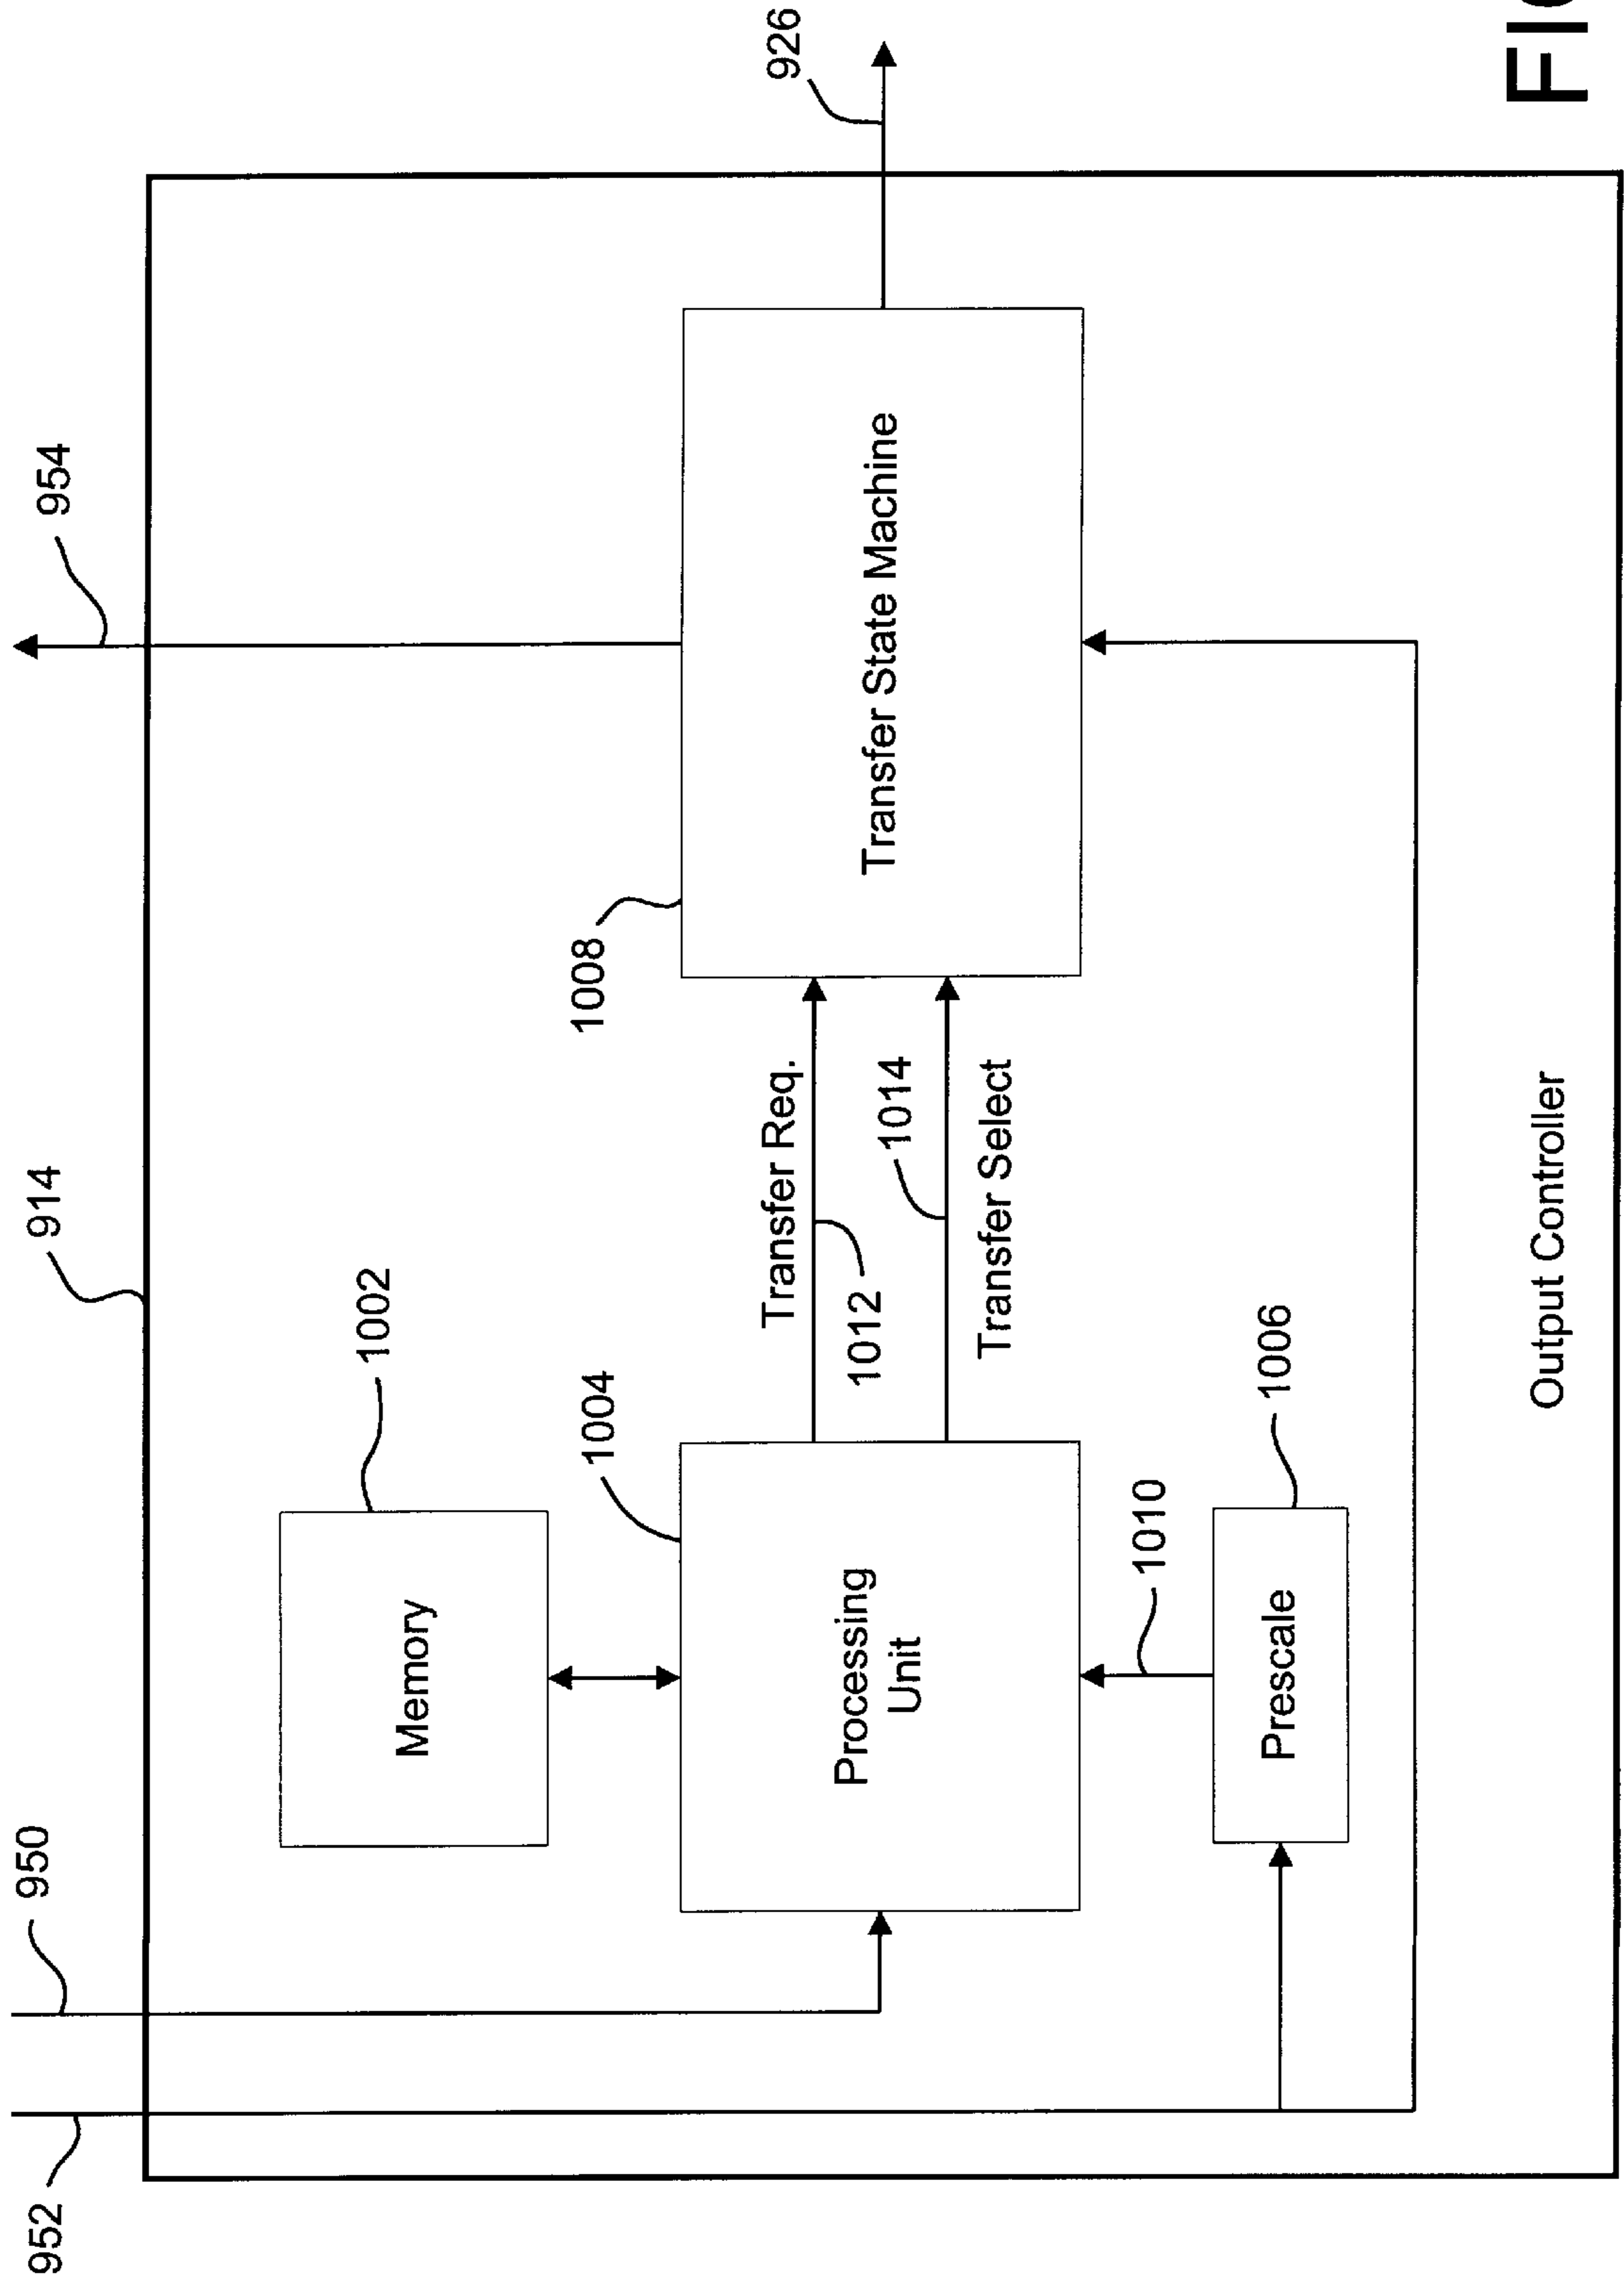 952
950
914
954
1002
Memory
1004
1008
926
Transfer Req.
Processing
Unit
1012
Transfer State Machine
1014
Transfer Select
1010
1006
Prescale
Output Controller